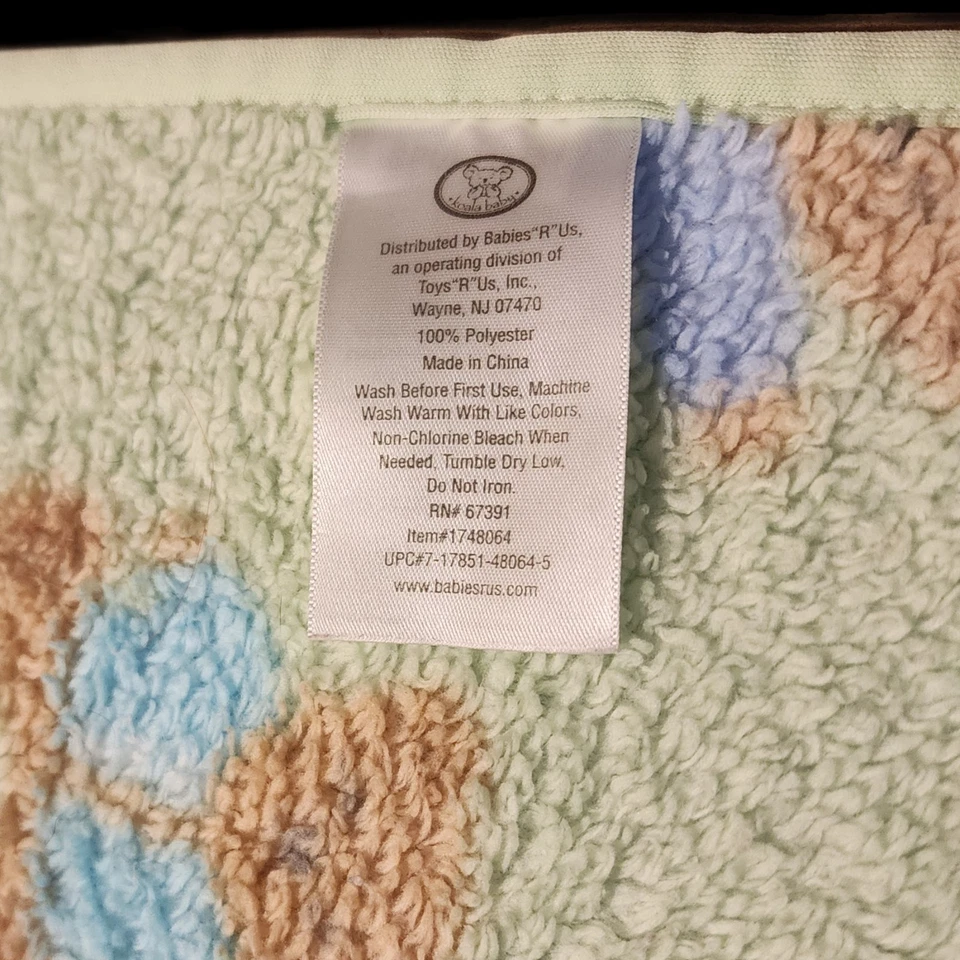 koala baby
Distributed by Babies"R"Us,
an operating division of
Toys"R"Us, Inc.,
Wayne, NJ 07470
100% Polyester
Made in China
Wash Before First Use, Machine
Wash Warm With Like Colors,
Non-Chlorine Bleach When
Needed, Tumble Dry Low,
Do Not Iron.
RN# 67391
Item#1748064
UPC#7-17851-48064-5
www.babiesrus.com